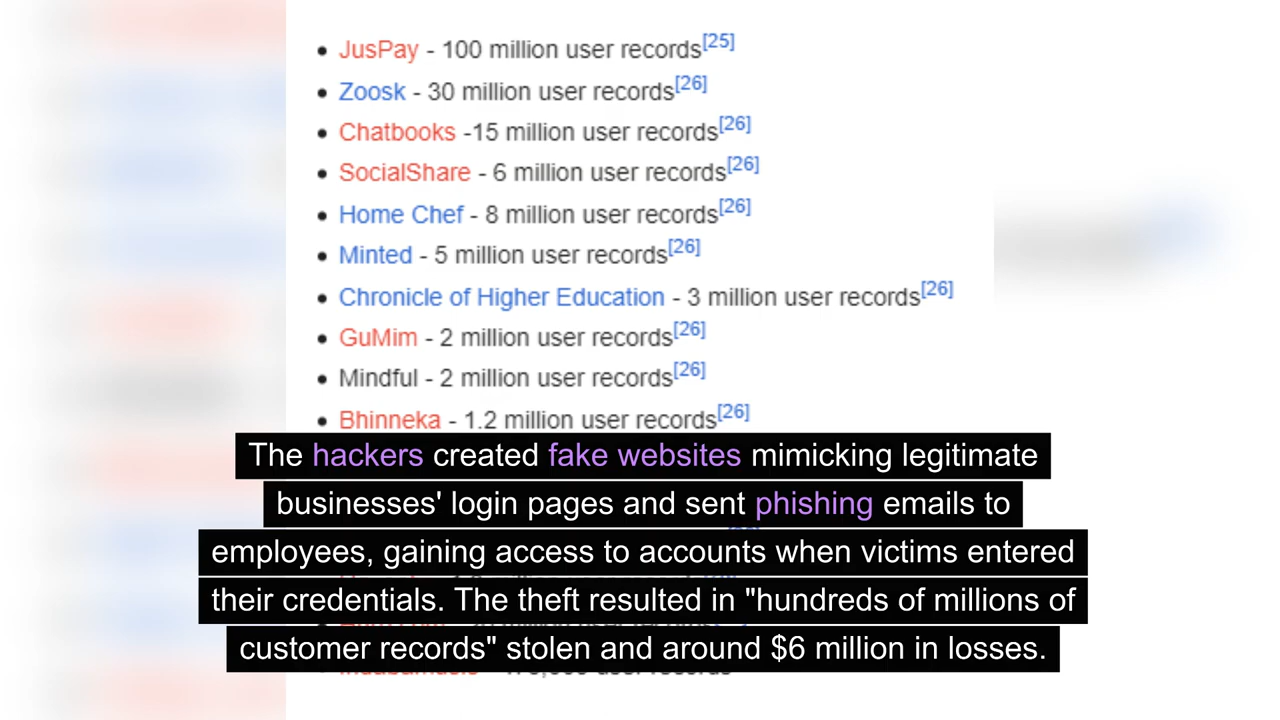 JusPay - 100 million user records[25]
Zoosk - 30 million user records[26]
Chatbooks -15 million user records[26]
SocialShare - 6 million user records[26]
Home Chef - 8 million user records[26]
Minted - 5 million user records[26]
Chronicle of Higher Education - 3 million user records[26]
GuMim - 2 million user records[26]
Mindful - 2 million user records[26]
Bhinneka - 1.2 million user records[26]
The hackers created fake websites mimicking legitimate
businesses' login pages and sent phishing emails to
employees, gaining access to accounts when victims entered
their credentials. The theft resulted in "hundreds of millions of
customer records" stolen and around $6 million in losses.